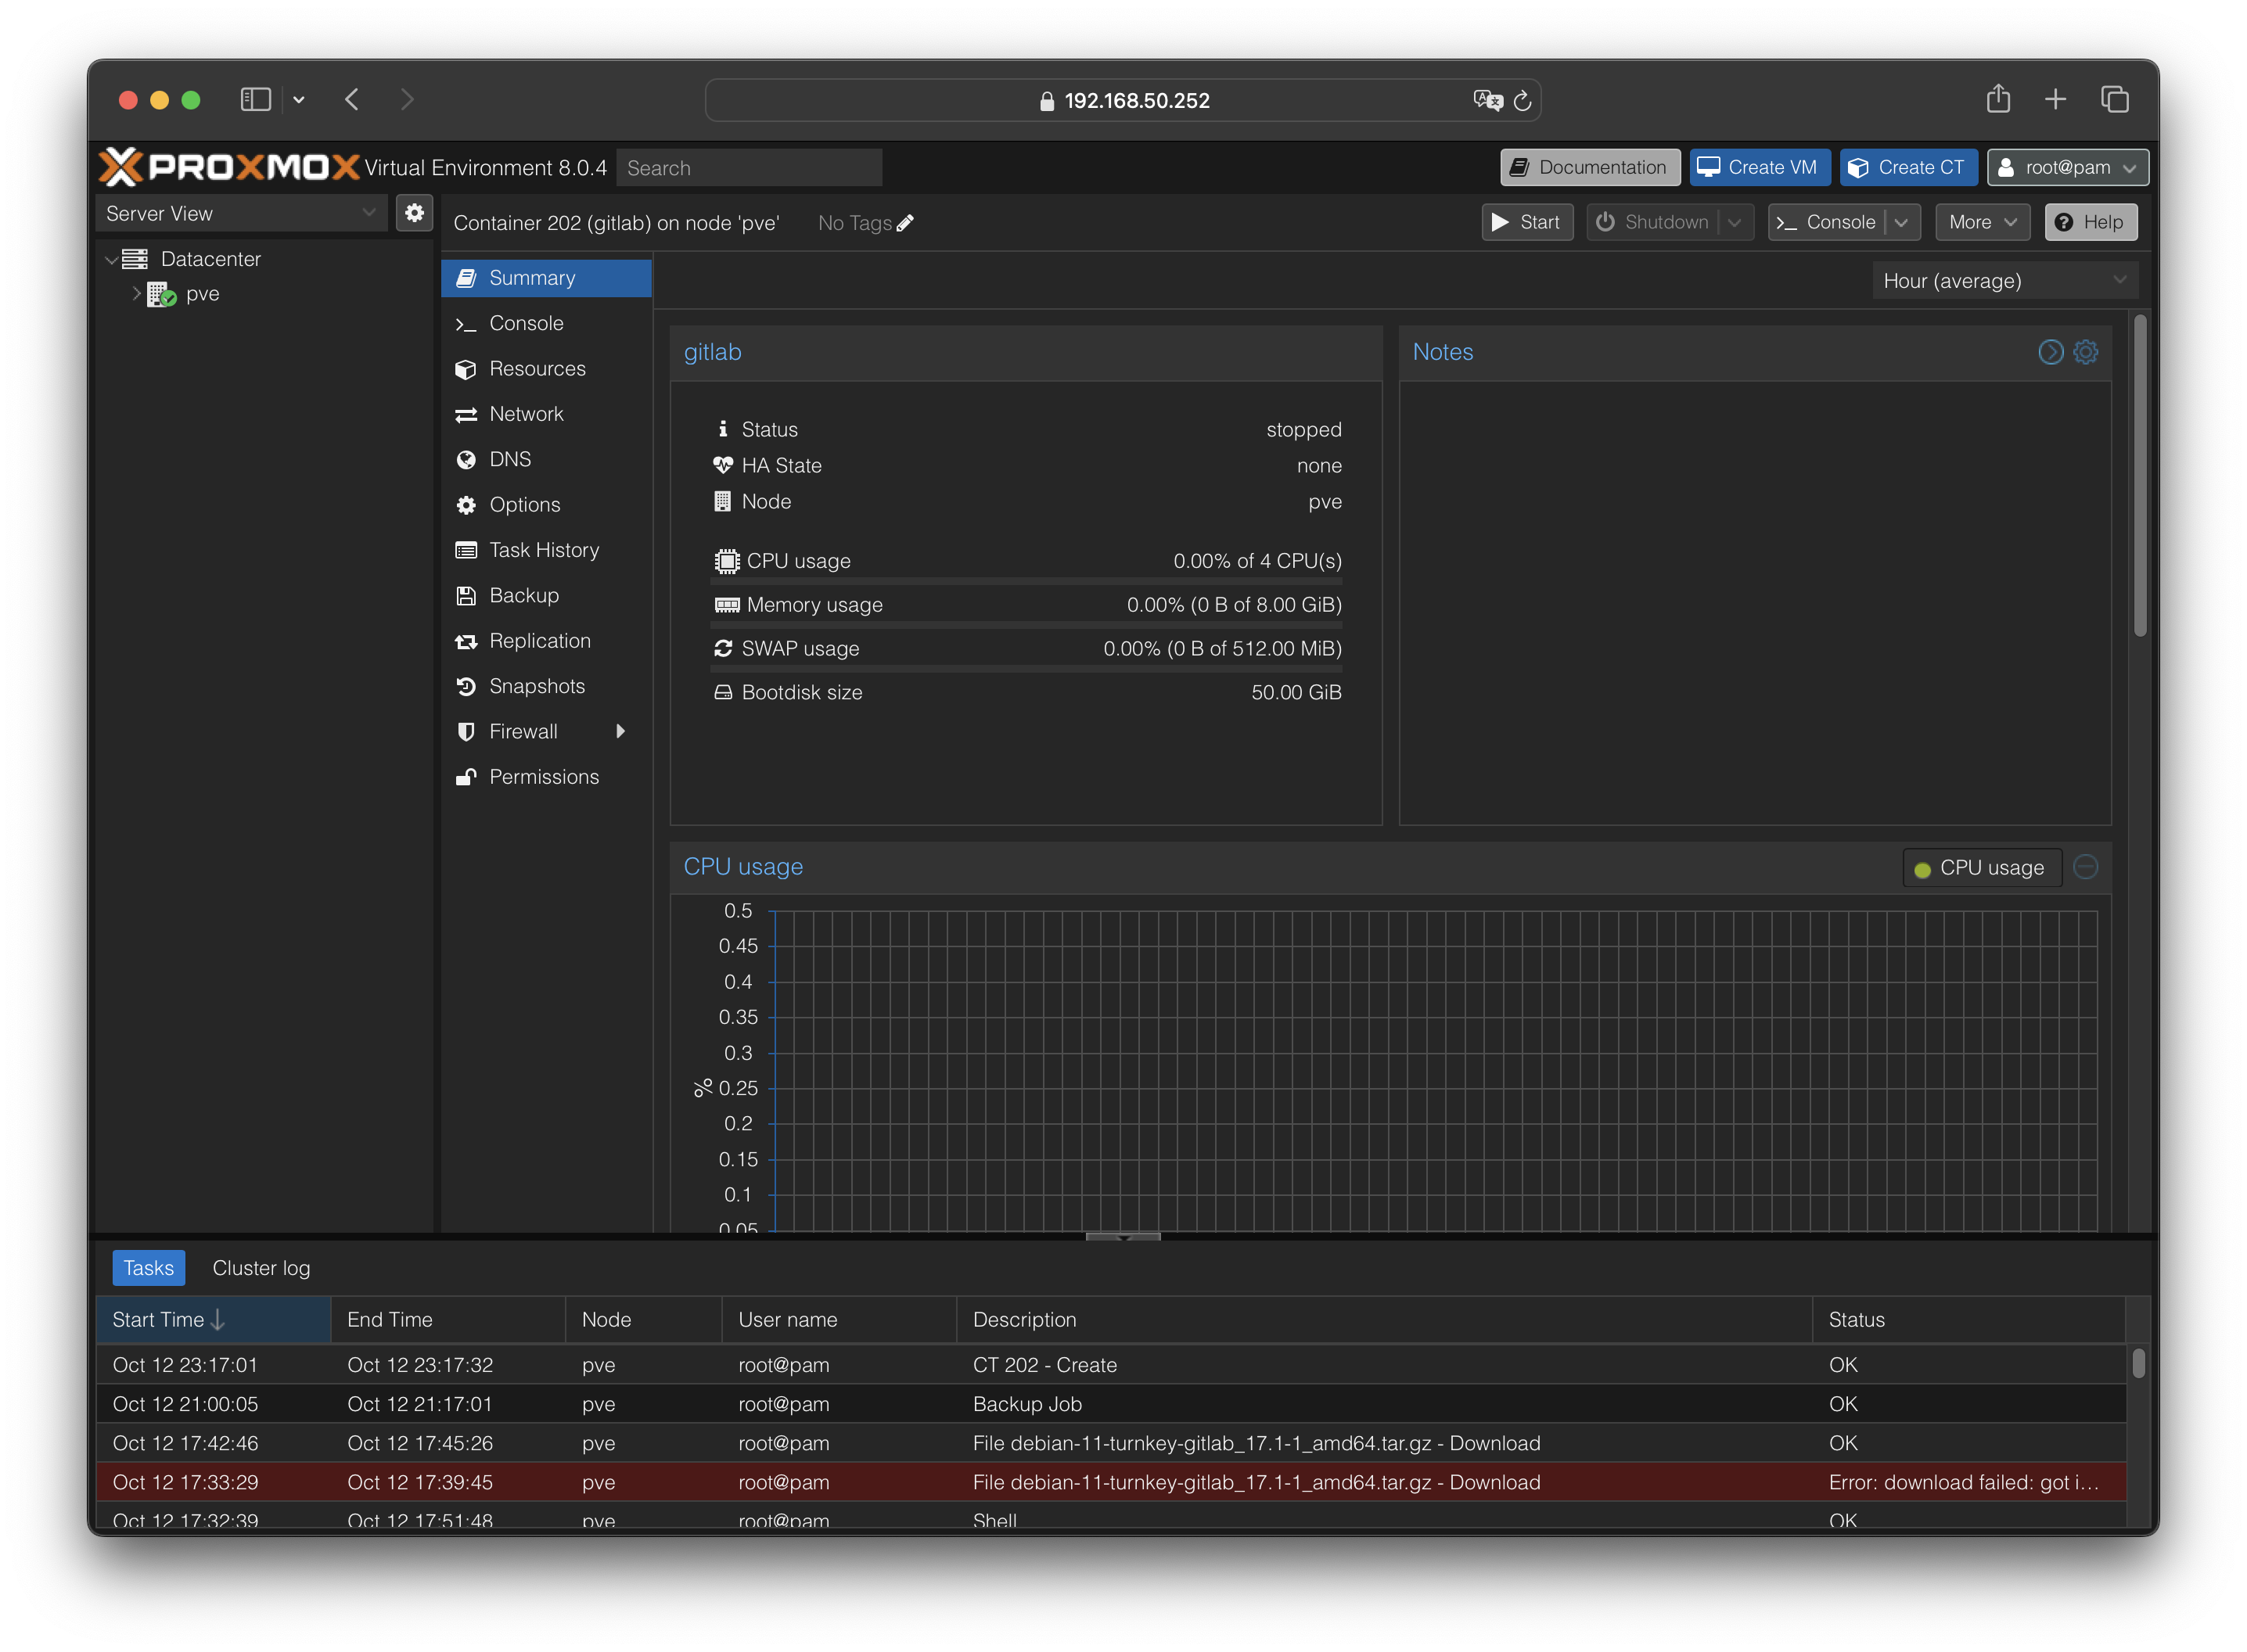 192.168.50.252
PROXMOX Virtual Environment 8.0.4 Search Documentation Create VM Create CT root@pam
Server View
Datacenter
pve
Container 202 (gitlab) on node 'pve' No Tags Start Shutdown Console More Help
Summary
Console
Resources
Network
DNS
Options
Task History
Backup
Replication
Snapshots
Firewall
Permissions
Hour (average)
gitlab
Status stopped
HA State none
Node pve
CPU usage 0.00% of 4 CPU(s)
Memory usage 0.00% (0 B of 8.00 GiB)
SWAP usage 0.00% (0 B of 512.00 MiB)
Bootdisk size 50.00 GiB
Notes
CPU usage CPU usage
0.5
0.45
0.4
0.35
0.3
% 0.25
0.2
0.15
0.1
0.05
Tasks Cluster log
Start Time End Time Node User name Description Status
Oct 12 23:17:01 Oct 12 23:17:32 pve root@pam CT 202 - Create OK
Oct 12 21:00:05 Oct 12 21:17:01 pve root@pam Backup Job OK
Oct 12 17:42:46 Oct 12 17:45:26 pve root@pam File debian-11-turnkey-gitlab_17.1-1_amd64.tar.gz - Download OK
Oct 12 17:33:29 Oct 12 17:39:45 pve root@pam File debian-11-turnkey-gitlab_17.1-1_amd64.tar.gz - Download Error: download failed: got i...
Oct 12 17:32:39 Oct 12 17:51:48 pve root@pam Shell OK